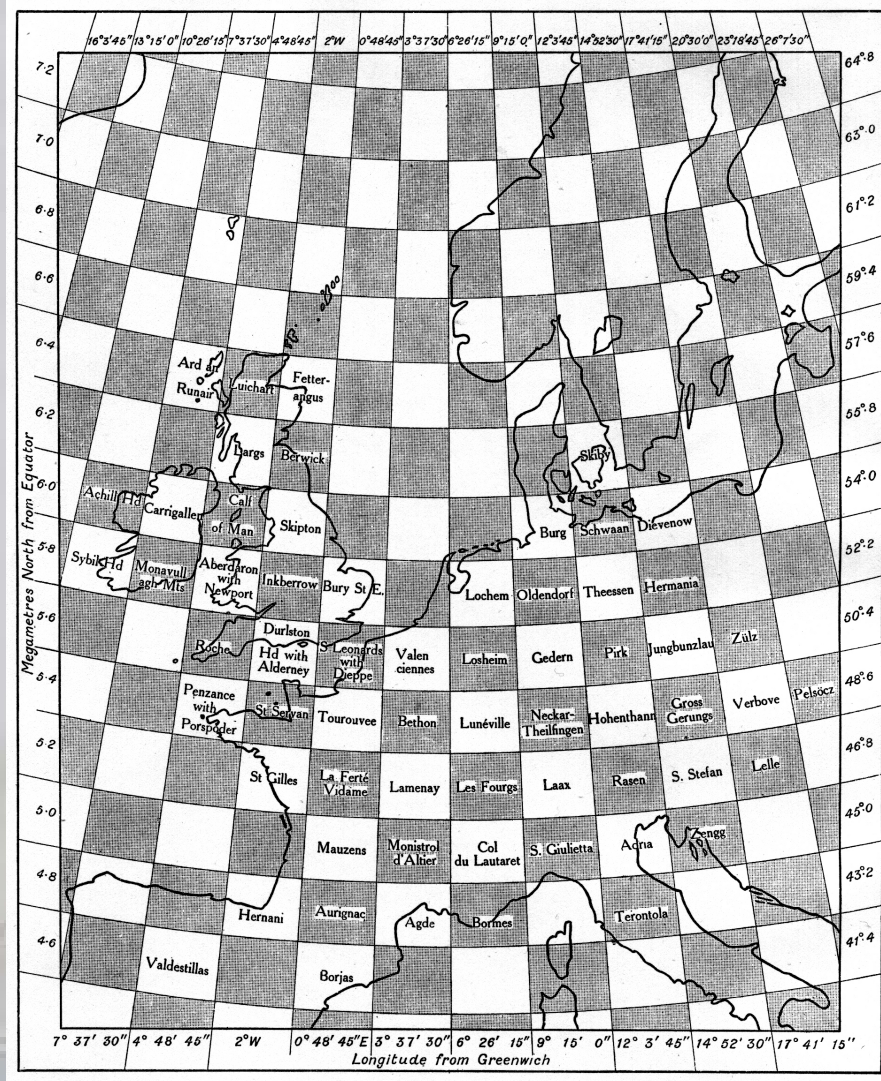 16°3'45" 13°15'0" 10°26'15" 7°37'30" 4°48'45" 2°W 0°48'45" 3°37'30" 6°26'15" 9°15'0" 12°3'45" 14°52'30" 17°41'15" 20°30'0" 23°18'45" 26°7'30"
7·2
7·0
6·8
6·6
6·4
6·2
6·0
5·8
5·6
5·4
5·2
5·0
4·8
4·6
Megametres North from Equator
64°·8
63°·0
61°·2
59°·4
57°·6
55°·8
54°·0
52°·2
50°·4
48°·6
46°·8
45°·0
43°·2
41°·4
Ard an
Runair
Luichart
Fetter-
angus
Largs
Berwick
Skiby
Achill Hd
Carrigaller
Calf
of Man
Skipton
Burg
Schwaan
Dievenow
Sybil Hd
Monavull
agh Mts
Aberdaron
with
Newport
Inkberrow
Bury St E.
Lochem
Oldendorf
Theessen
Hermania
Roche
Durlston
Hd with
Alderney
S Leonards
with
Dieppe
Valen
ciennes
Losheim
Gedern
Pirk
Jungbunzlau
Zülz
Penzance
with
Porspoder
St Servan
Tourouvee
Bethon
Lunéville
Neckar-
Theilfingen
Hohenthann
Gross
Gerungs
Verbove
Pelsöcz
St Gilles
La Ferté
Vidame
Lamenay
Les Fourgs
Laax
Rasen
S. Stefan
Lelle
Mauzens
Monistrol
d'Altier
Col
du Lautaret
S. Giulietta
Adria
Zengg
Hernani
Aurignac
Agde
Bormes
Terontola
Valdestillas
Borjas
7° 37' 30" 4° 48' 45" 2°W 0° 48' 45"E 3° 37' 30" 6° 26' 15" 9° 15' 0" 12° 3' 45" 14° 52' 30" 17° 41' 15"
Longitude from Greenwich